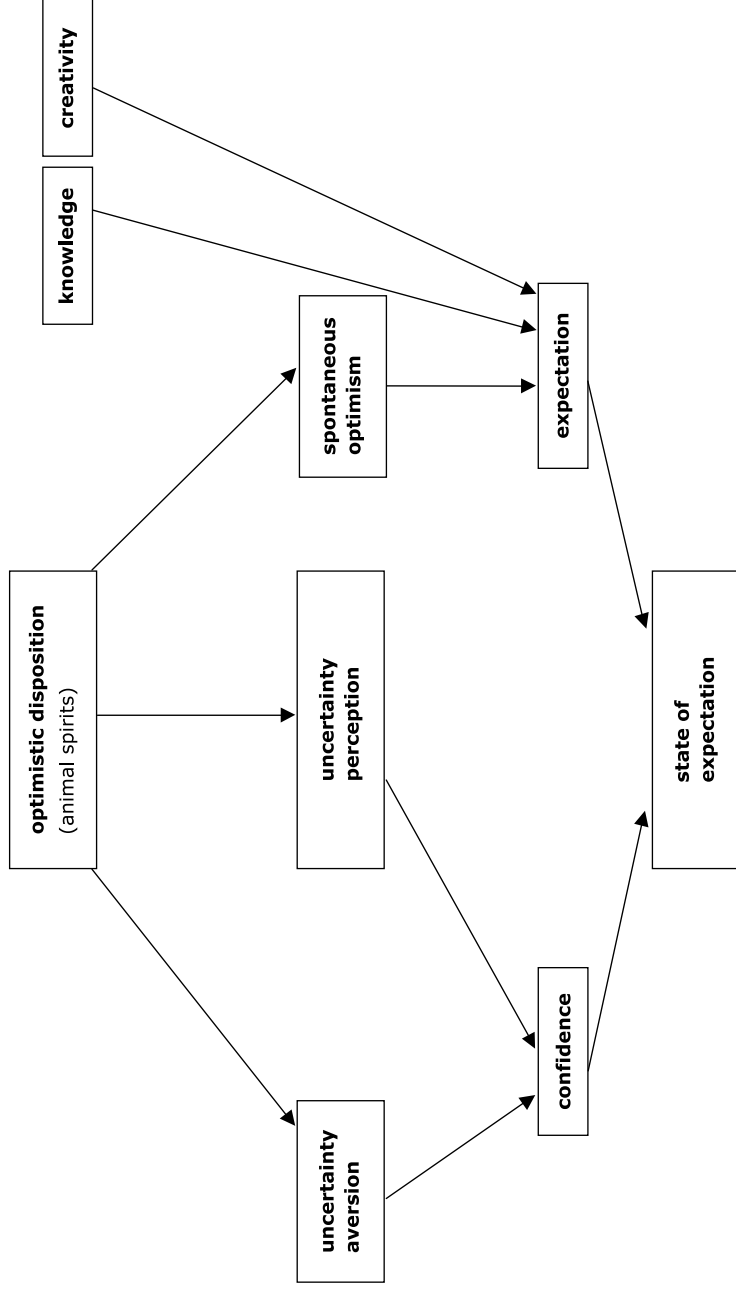 optimistic disposition
(animal spirits)
knowledge
creativity
uncertainty
aversion
uncertainty
perception
spontaneous
optimism
confidence
expectation
state of
expectation